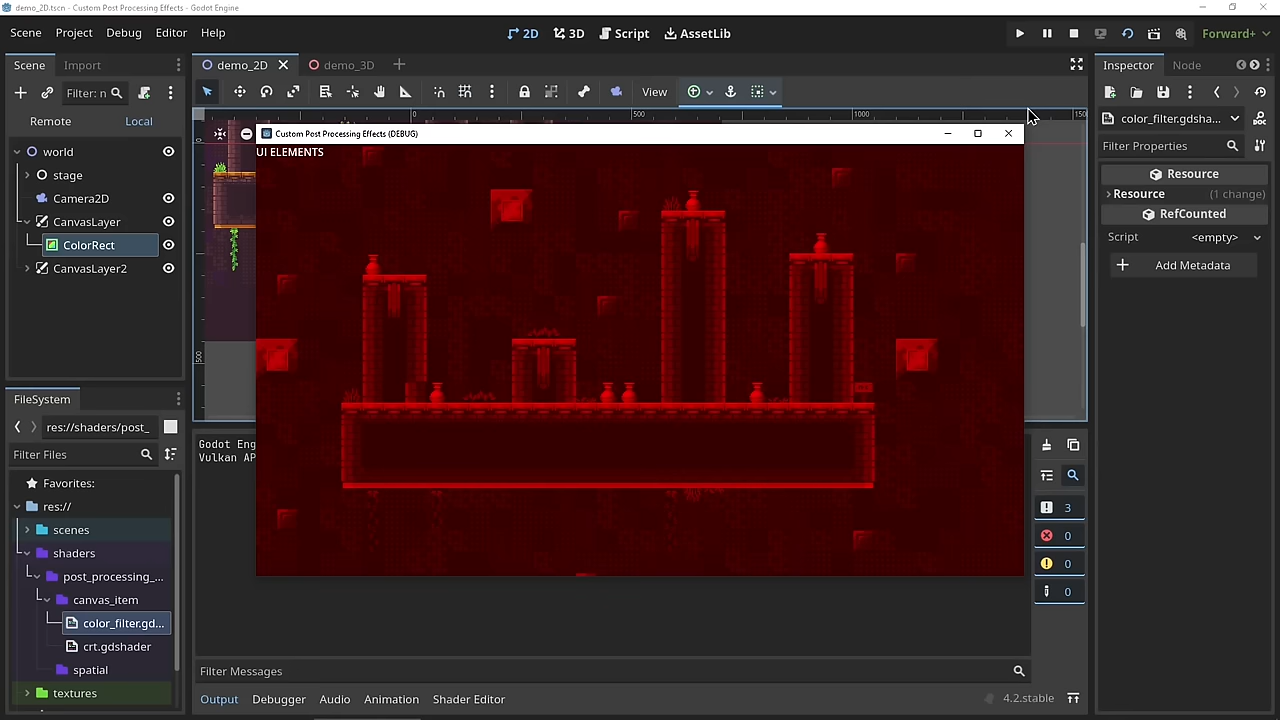 demo_2D.tscn - Custom Post Processing Effects - Godot Engine
Scene Project Debug Editor Help
2D 3D Script AssetLib
Forward+
Scene Import
demo_2D demo_3D
Inspector Node
Filter: n
View
Remote Local
0 500 1000 150
color_filter.gdsha...
Custom Post Processing Effects (DEBUG)
Filter Properties
world
UI ELEMENTS
stage
Resource
Camera2D
Resource (1 change)
CanvasLayer
RefCounted
ColorRect
Script <empty>
CanvasLayer2
Add Metadata
500
FileSystem
res://shaders/post_
Godot Eng
Vulkan AP
Filter Files
Favorites:
res://
3
scenes
0
shaders
0
post_processing_...
0
canvas_item
color_filter.gd...
crt.gdshader
spatial
Filter Messages
textures
Output Debugger Audio Animation Shader Editor
4.2.stable